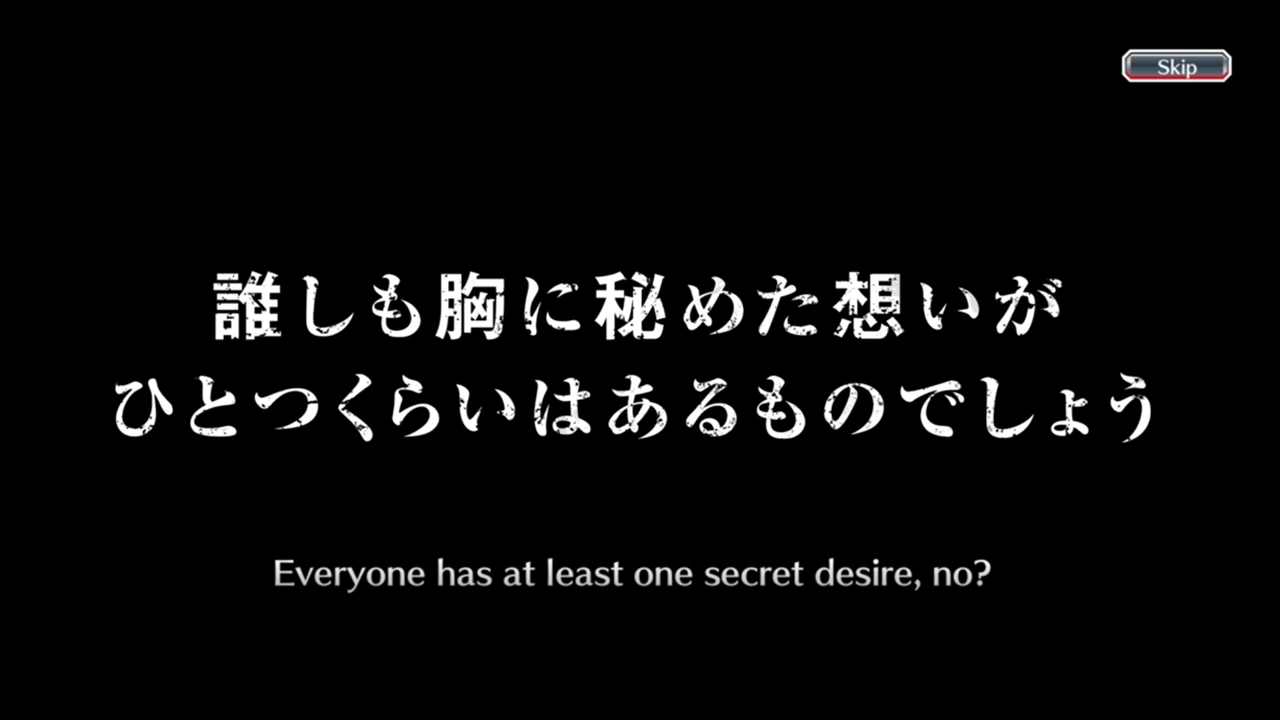 Skip
誰しも胸に秘めた想いが
ひとつくらいはあるものでしょう
Everyone has at least one secret desire, no?